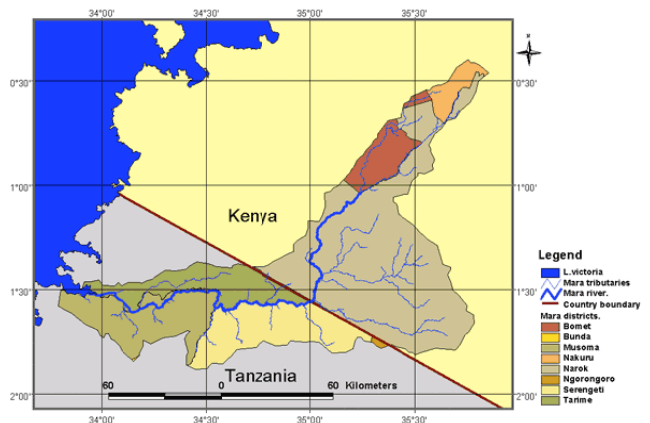 34°00' 34°30' 35°00' 35°30'
0°30' 0°30'
1°00' 1°00'
Kenya
1°30' 1°30'
Tanzania
60 0 60 Kilometers
2°00' 2°00'
34°00' 34°30' 35°00' 35°30'
N
Legend
L.victoria
Mara tributaries
Mara river.
Country boundary
Mara districts.
Bomet
Bunda
Musoma
Nakuru
Narok
Ngorongoro
Serengeti
Tarime